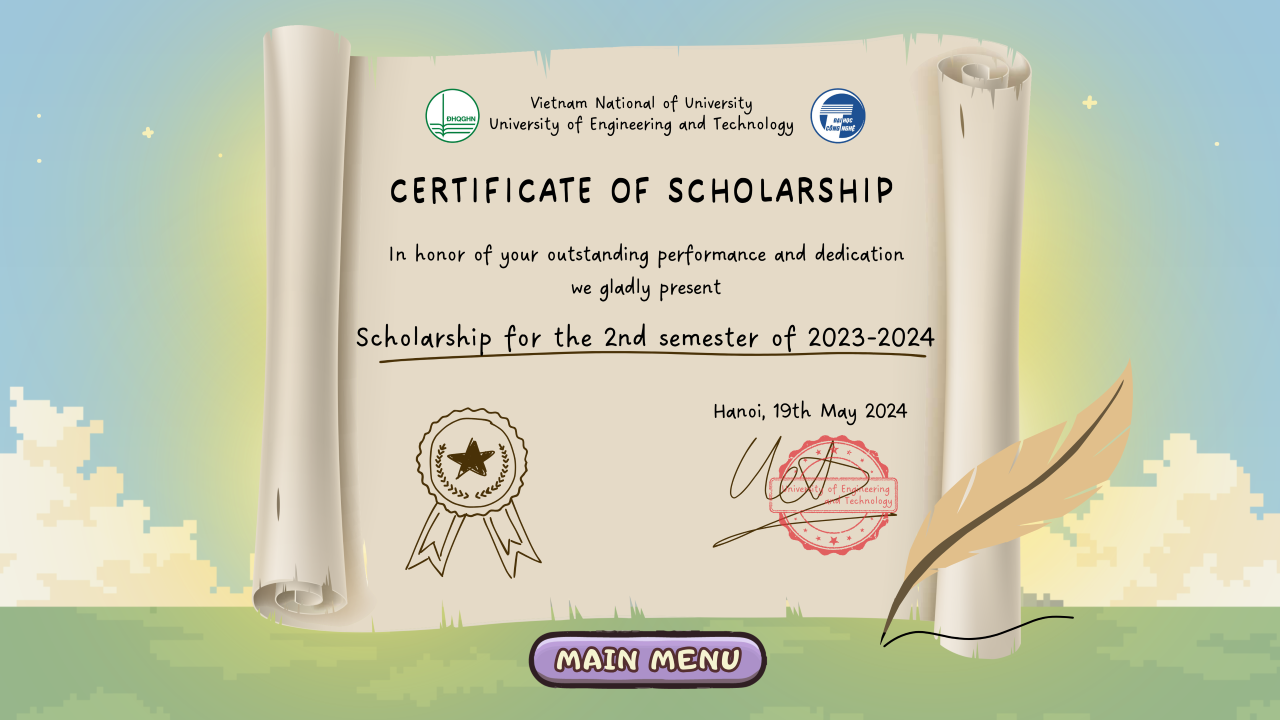 ĐHQGHN
Vietnam National of University
University of Engineering and Technology
ĐẠI HỌC
CÔNG NGHỆ
CERTIFICATE OF SCHOLARSHIP
In honor of your outstanding performance and dedication
we gladly present
Scholarship for the 2nd semester of 2023-2024
Hanoi, 19th May 2024
University of Engineering
and Technology
MAIN MENU